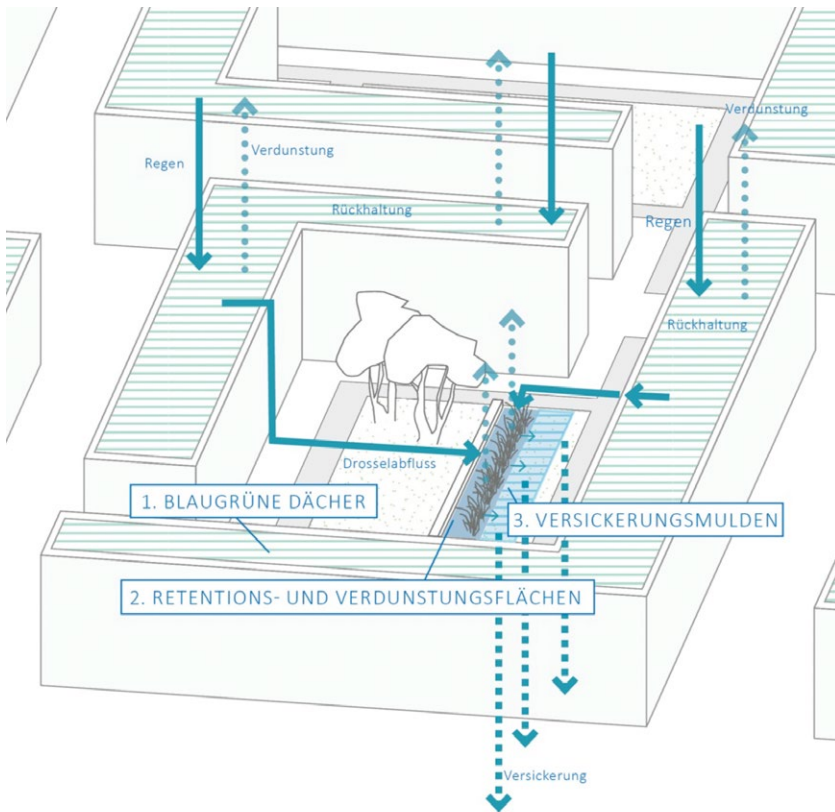 Verdunstung
Regen
Verdunstung
Rückhaltung
Regen
Rückhaltung
Drosselabfluss
1. BLAUGRÜNE DÄCHER
3. VERSICKERUNGSMULDEN
2. RETENTIONS- UND VERDUNSTUNGSFLÄCHEN
Versickerung